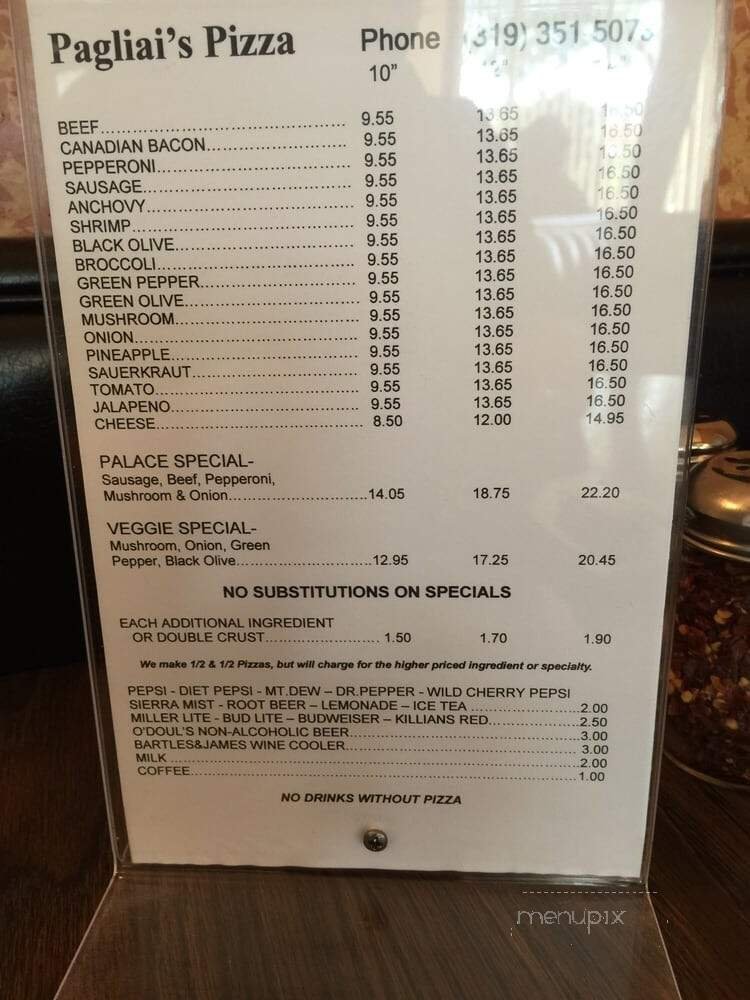 Pagliai's Pizza Phone (319) 351 5073
10"
BEEF 9.55 13.65 16.50
CANADIAN BACON 9.55 13.65 16.50
PEPPERONI 9.55 13.65 16.50
SAUSAGE 9.55 13.65 16.50
ANCHOVY 9.55 13.65 16.50
SHRIMP 9.55 13.65 16.50
BLACK OLIVE 9.55 13.65 16.50
BROCCOLI 9.55 13.65 16.50
GREEN PEPPER 9.55 13.65 16.50
GREEN OLIVE 9.55 13.65 16.50
MUSHROOM 9.55 13.65 16.50
ONION 9.55 13.65 16.50
PINEAPPLE 9.55 13.65 16.50
SAUERKRAUT 9.55 13.65 16.50
TOMATO 9.55 13.65 16.50
JALAPENO 9.55 13.65 16.50
CHEESE 8.50 12.00 14.95
PALACE SPECIAL-
Sausage, Beef, Pepperoni,
Mushroom & Onion 14.05 18.75 22.20
VEGGIE SPECIAL-
Mushroom, Onion, Green
Pepper, Black Olive 12.95 17.25 20.45
NO SUBSTITUTIONS ON SPECIALS
EACH ADDITIONAL INGREDIENT
OR DOUBLE CRUST 1.50 1.70 1.90
We make 1/2 & 1/2 Pizzas, but will charge for the higher priced ingredient or specialty.
PEPSI - DIET PEPSI - MT.DEW – DR.PEPPER - WILD CHERRY PEPSI
SIERRA MIST - ROOT BEER – LEMONADE – ICE TEA 2.00
MILLER LITE - BUD LITE – BUDWEISER – KILLIANS RED 2.50
O'DOUL'S NON-ALCOHOLIC BEER 3.00
BARTLES&JAMES WINE COOLER 3.00
MILK 2.00
COFFEE 1.00
NO DRINKS WITHOUT PIZZA
menupix